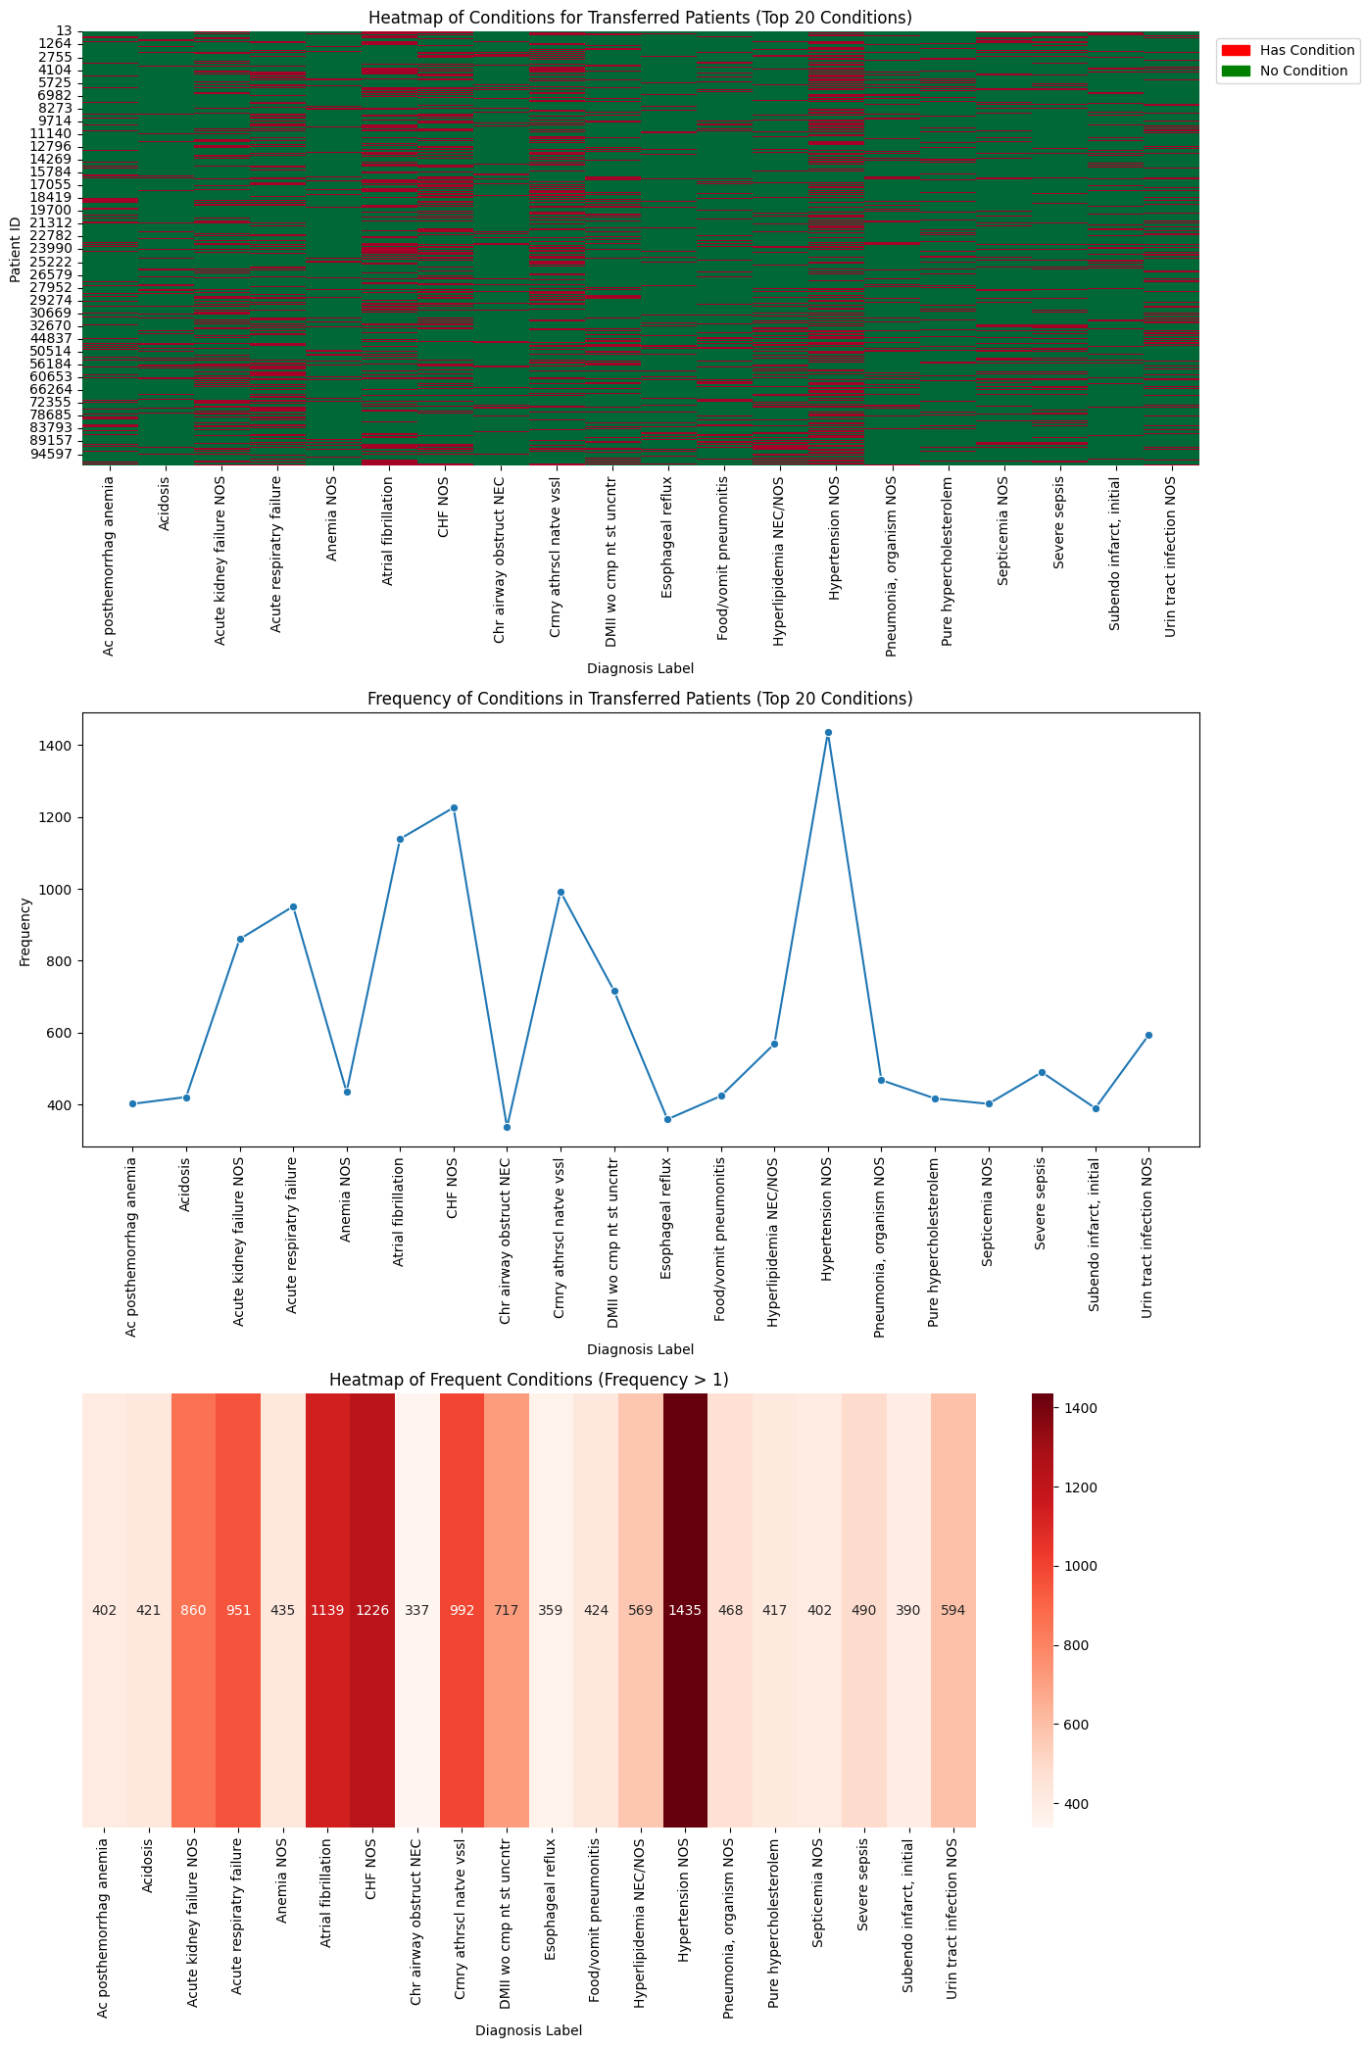 Heatmap of Conditions for Transferred Patients (Top 20 Conditions)
Has Condition
No Condition
Patient ID
13
1264
2755
4104
5725
6982
8273
9714
11140
12796
14269
15784
17055
18419
19700
21312
22782
23990
25222
26579
27952
29274
30669
32670
44837
50514
56184
60653
66264
72355
78685
83793
89157
94597
Ac posthemorrhag anemia
Acidosis
Acute kidney failure NOS
Acute respiratry failure
Anemia NOS
Atrial fibrillation
CHF NOS
Chr airway obstruct NEC
Crnry athrscl natve vssl
DMII wo cmp nt st uncntr
Esophageal reflux
Food/vomit pneumonitis
Hyperlipidemia NEC/NOS
Hypertension NOS
Pneumonia, organism NOS
Pure hypercholesterolem
Septicemia NOS
Severe sepsis
Subendo infarct, initial
Urin tract infection NOS
Diagnosis Label
Frequency of Conditions in Transferred Patients (Top 20 Conditions)
Frequency
1400
1200
1000
800
600
400
Ac posthemorrhag anemia
Acidosis
Acute kidney failure NOS
Acute respiratry failure
Anemia NOS
Atrial fibrillation
CHF NOS
Chr airway obstruct NEC
Crnry athrscl natve vssl
DMII wo cmp nt st uncntr
Esophageal reflux
Food/vomit pneumonitis
Hyperlipidemia NEC/NOS
Hypertension NOS
Pneumonia, organism NOS
Pure hypercholesterolem
Septicemia NOS
Severe sepsis
Subendo infarct, initial
Urin tract infection NOS
Diagnosis Label
Heatmap of Frequent Conditions (Frequency > 1)
402 421 860 951 435 1139 1226 337 992 717 359 424 569 1435 468 417 402 490 390 594
1400
1200
1000
800
600
400
Ac posthemorrhag anemia
Acidosis
Acute kidney failure NOS
Acute respiratry failure
Anemia NOS
Atrial fibrillation
CHF NOS
Chr airway obstruct NEC
Crnry athrscl natve vssl
DMII wo cmp nt st uncntr
Esophageal reflux
Food/vomit pneumonitis
Hyperlipidemia NEC/NOS
Hypertension NOS
Pneumonia, organism NOS
Pure hypercholesterolem
Septicemia NOS
Severe sepsis
Subendo infarct, initial
Urin tract infection NOS
Diagnosis Label